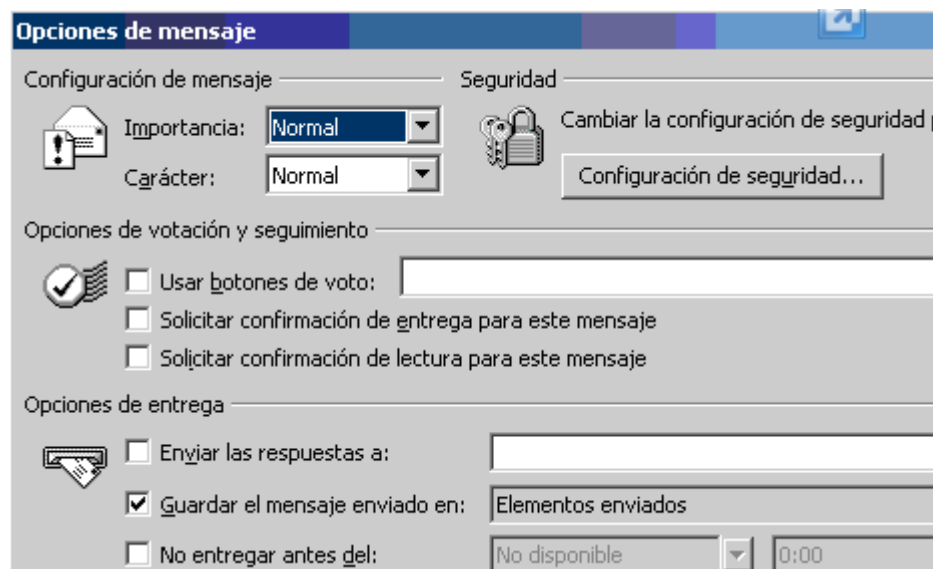 Opciones de mensaje
Configuración de mensaje
Seguridad
Importancia: Normal
Cambiar la configuración de seguridad
Carácter: Normal
Configuración de seguridad...
Opciones de votación y seguimiento
Usar botones de voto:
Solicitar confirmación de entrega para este mensaje
Solicitar confirmación de lectura para este mensaje
Opciones de entrega
Enviar las respuestas a:
Guardar el mensaje enviado en: Elementos enviados
No entregar antes del: No disponible 0:00